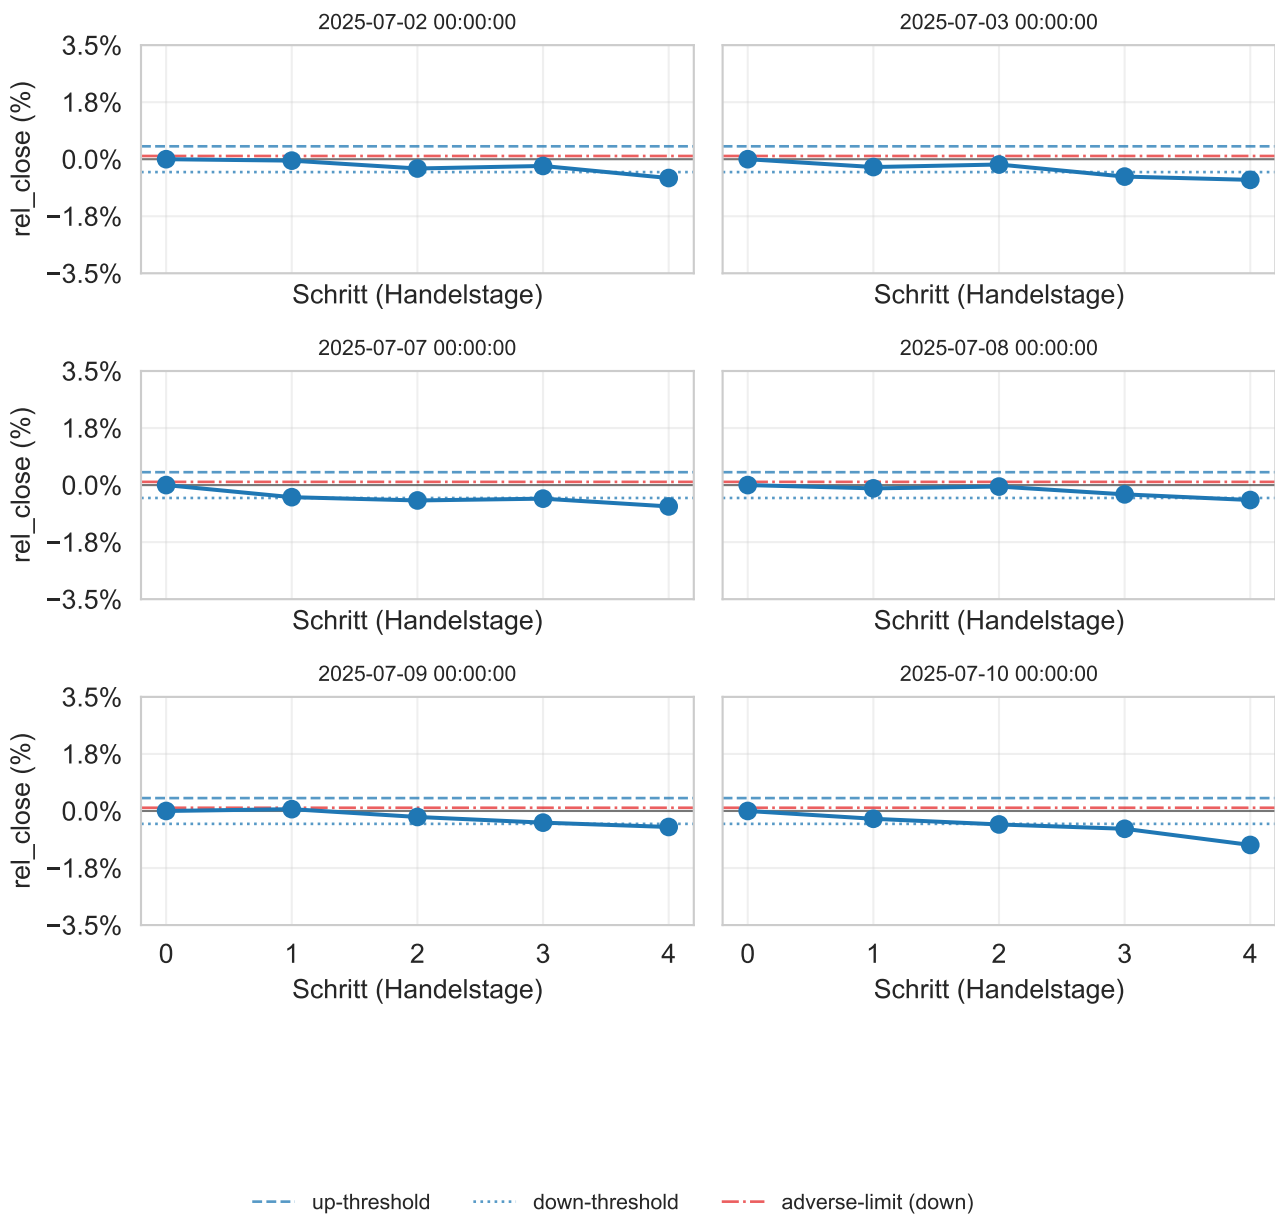 2025-07-02 00:00:00
2025-07-03 00:00:00
3.5%
1.8%
0.0%
−1.8%
−3.5%
rel_close (%)
Schritt (Handelstage)
Schritt (Handelstage)
2025-07-07 00:00:00
2025-07-08 00:00:00
3.5%
1.8%
0.0%
−1.8%
−3.5%
rel_close (%)
Schritt (Handelstage)
Schritt (Handelstage)
2025-07-09 00:00:00
2025-07-10 00:00:00
3.5%
1.8%
0.0%
−1.8%
−3.5%
rel_close (%)
0 1 2 3 4
0 1 2 3 4
Schritt (Handelstage)
Schritt (Handelstage)
up-threshold down-threshold adverse-limit (down)